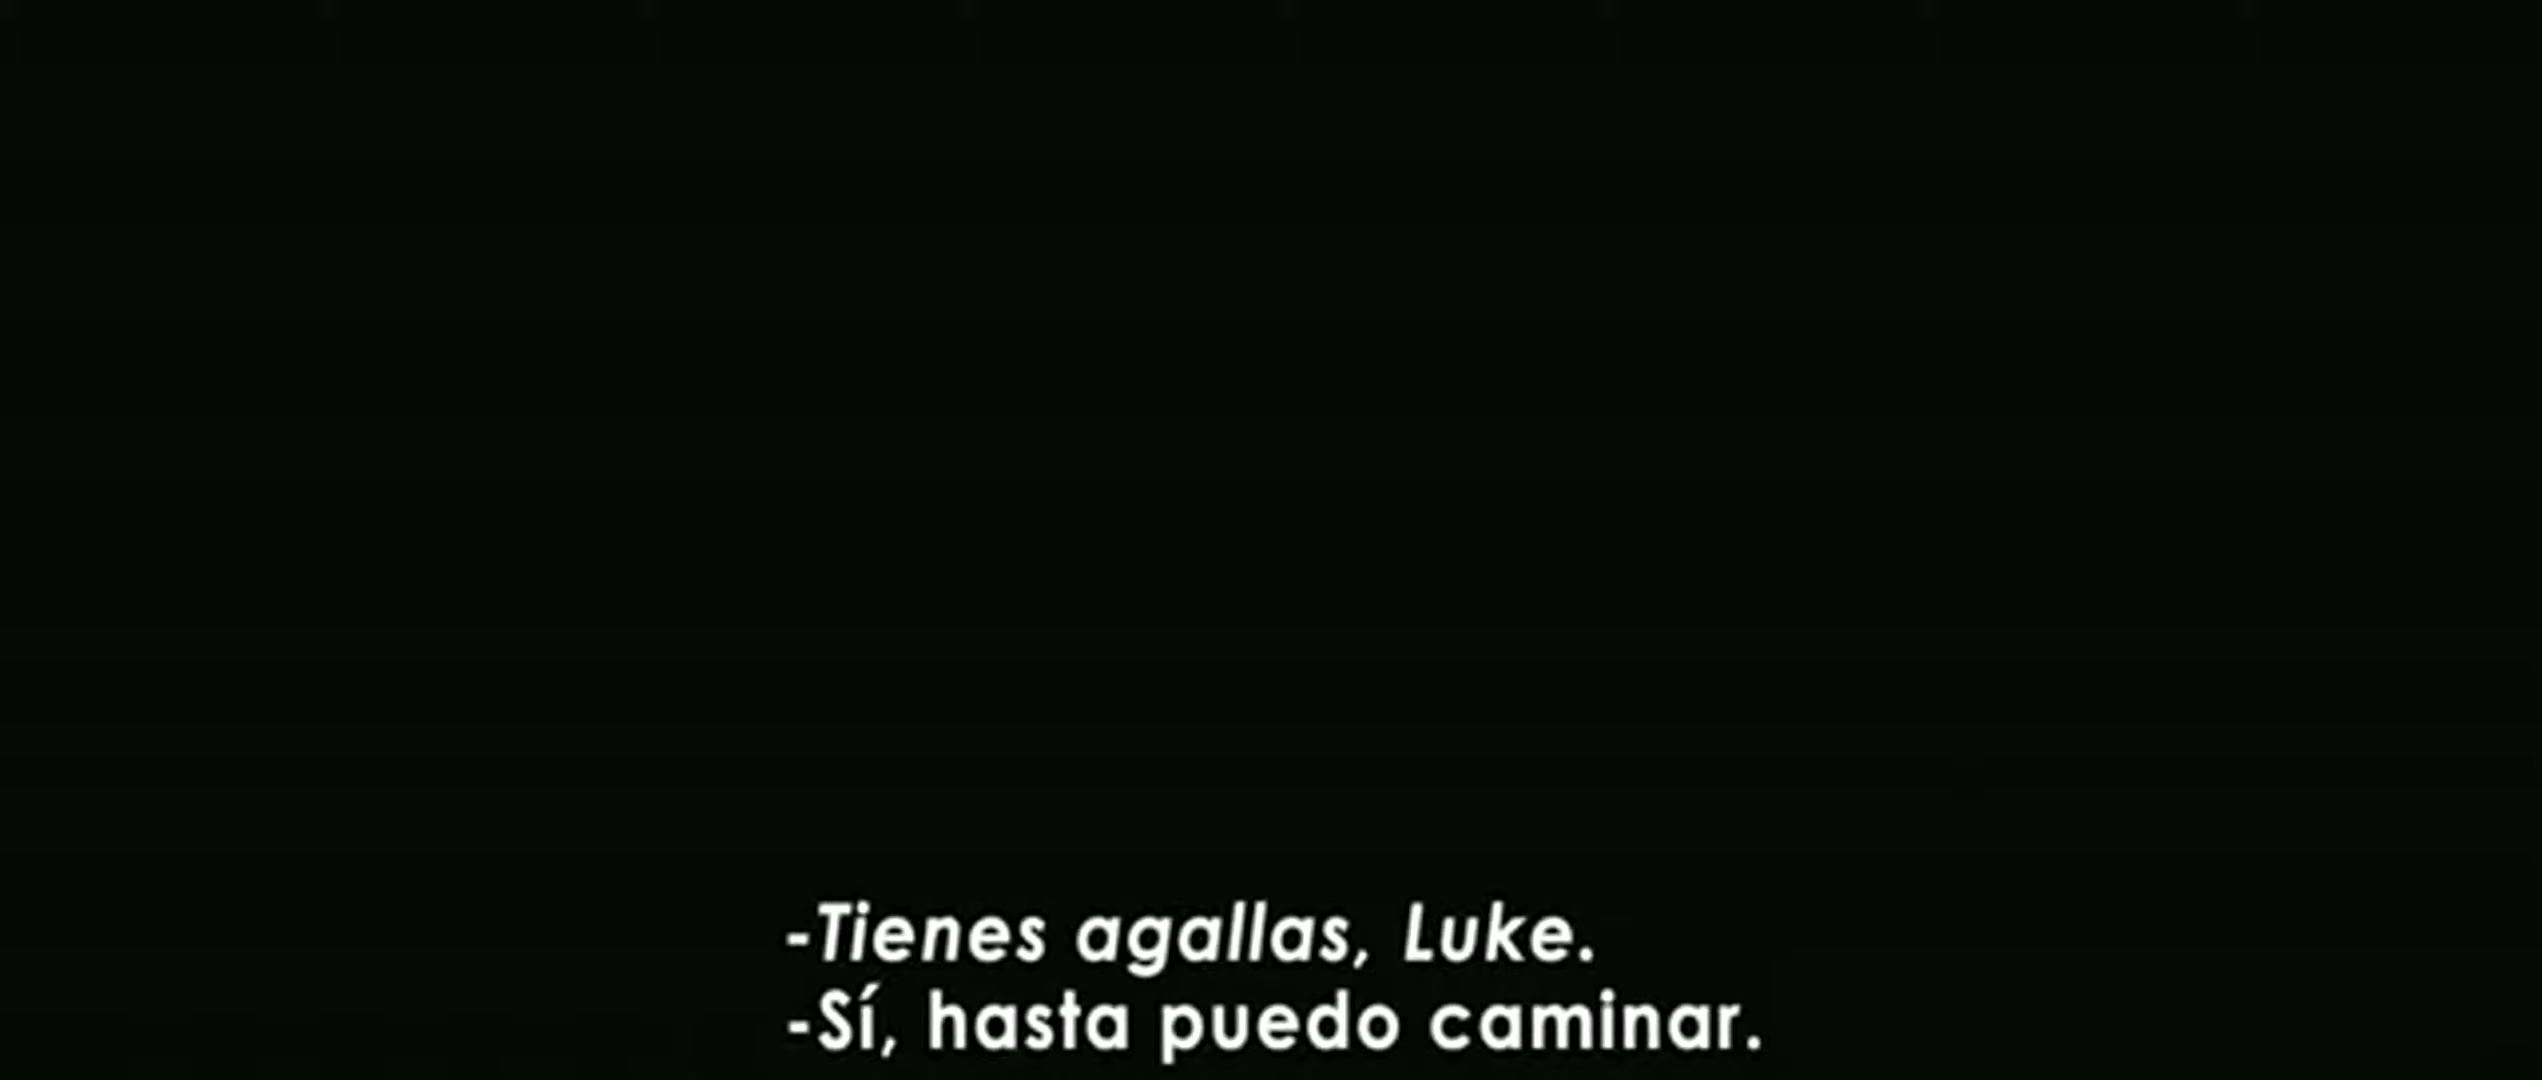 -Tienes agallas, Luke.
-Sí, hasta puedo caminar.